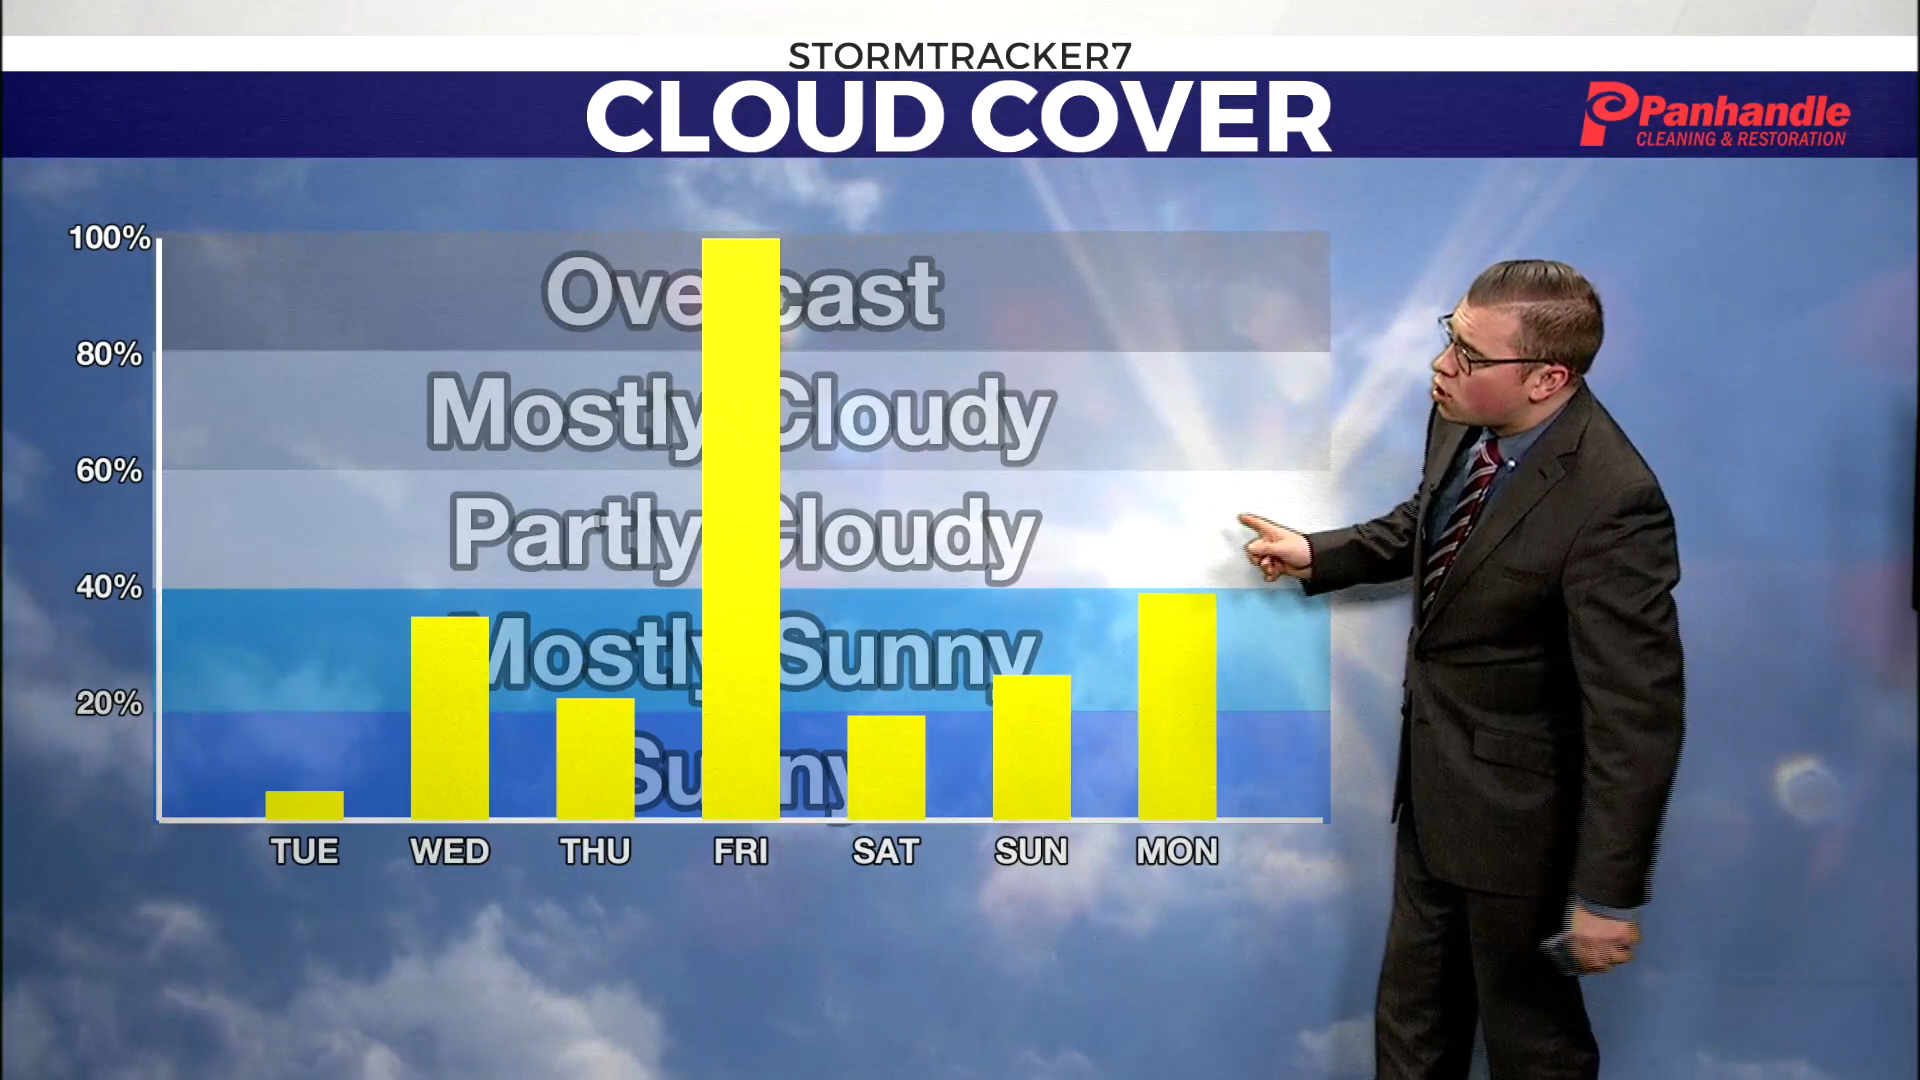 STORMTRACKER7
CLOUD COVER
Panhandle
CLEANING & RESTORATION
100%
80%
60%
40%
20%
Overcast
Mostly Cloudy
Partly Cloudy
Mostly Sunny
Sunny
TUE WED THU FRI SAT SUN MON